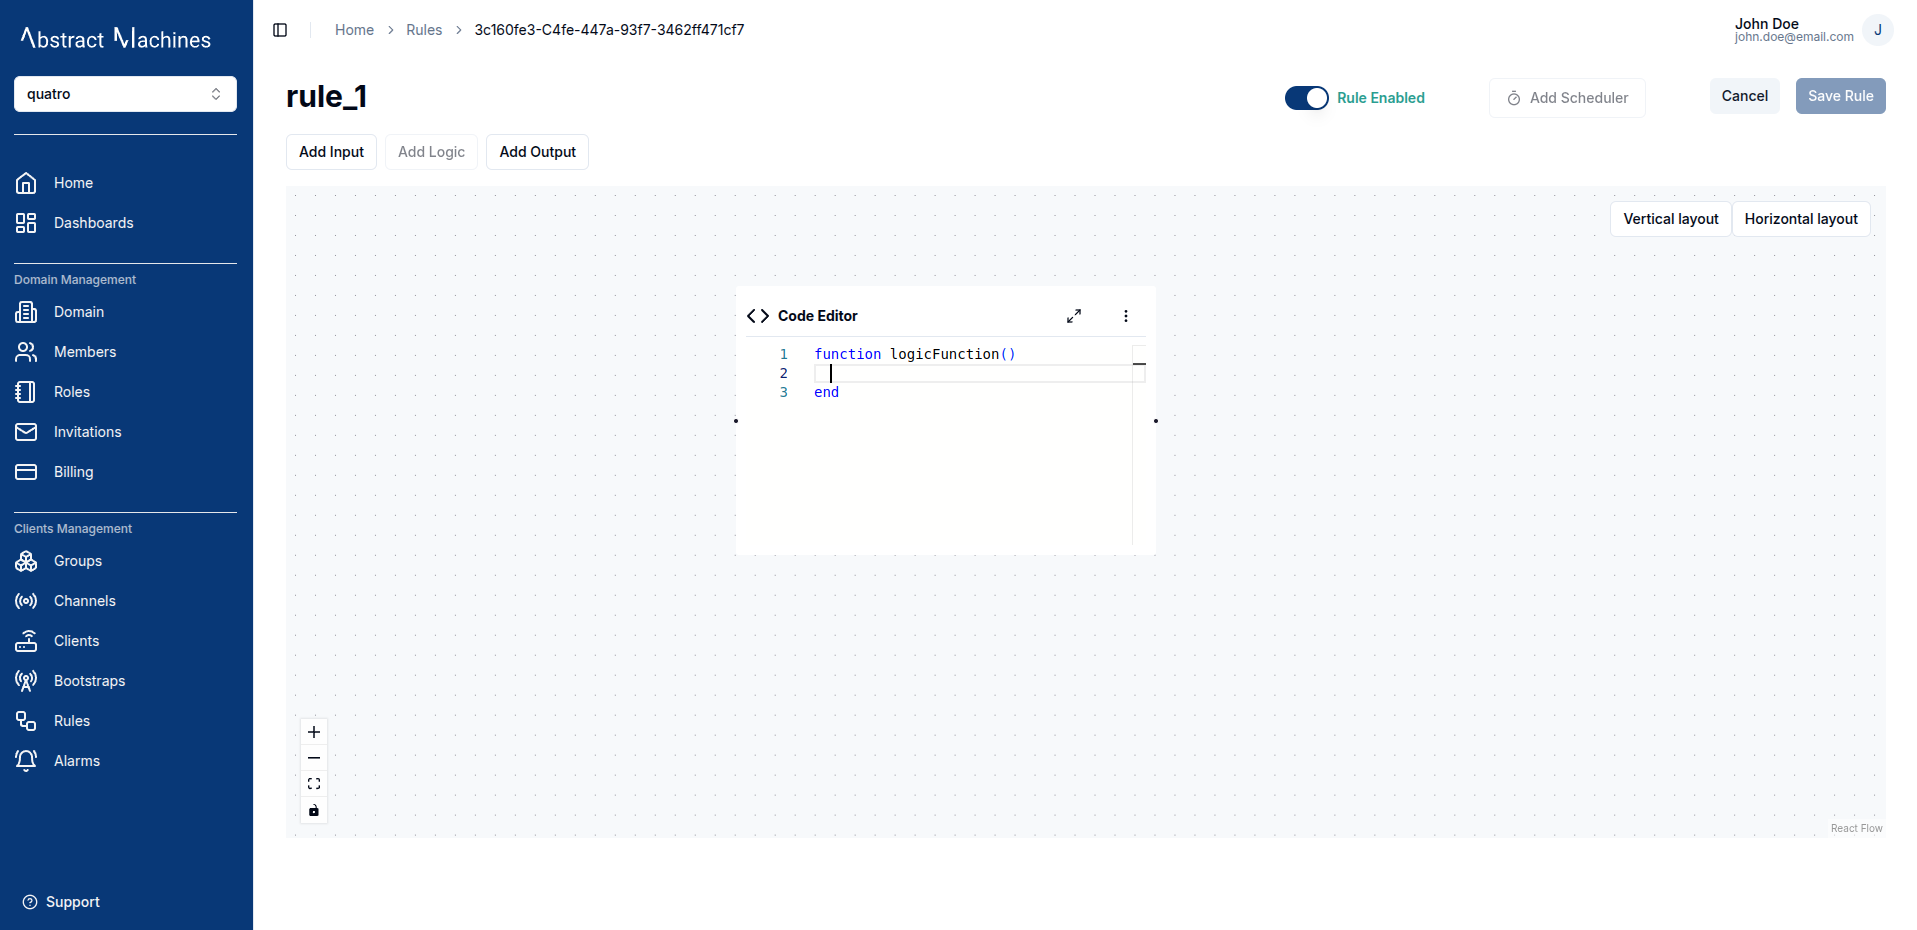 Abstract Machines
quatro
Home
Dashboards
Domain Management
Domain
Members
Roles
Invitations
Billing
Clients Management
Groups
Channels
Clients
Bootstraps
Rules
Alarms
Support
Home > Rules > 3c160fe3-C4fe-447a-93f7-3462ff471cf7
John Doe
john.doe@email.com
J
rule_1
Rule Enabled
Add Scheduler
Cancel
Save Rule
Add Input
Add Logic
Add Output
Vertical layout
Horizontal layout
Code Editor
1 function logicFunction()
2
3 end
React Flow